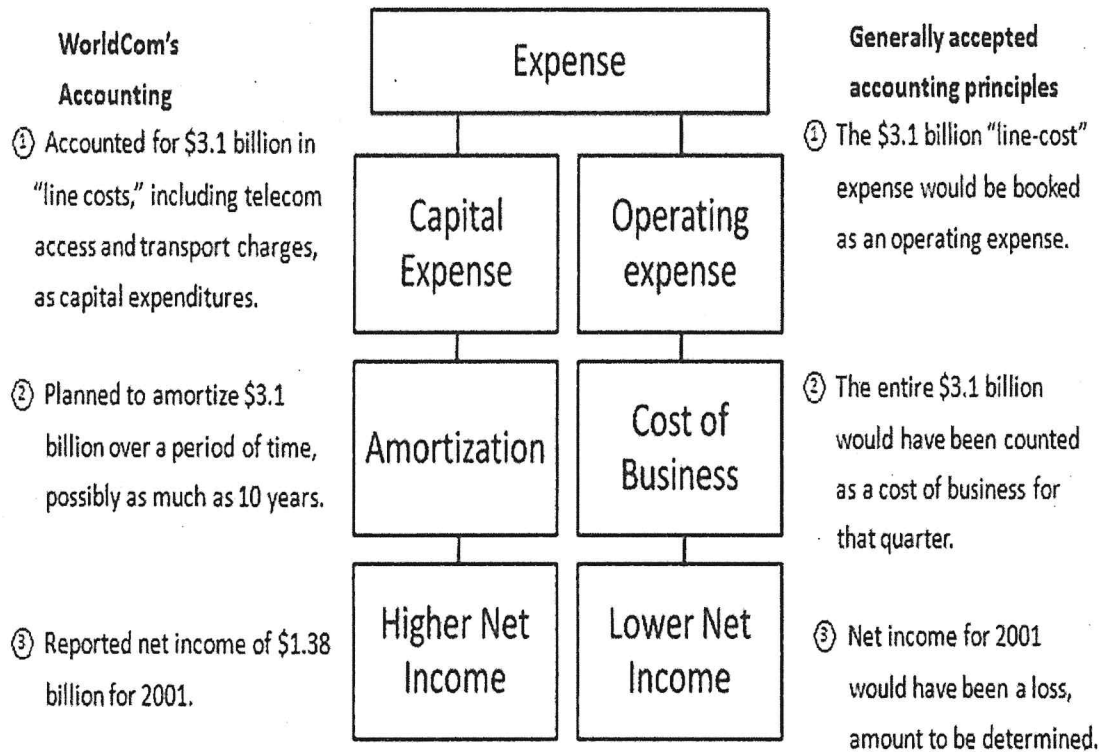 WorldCom's
Accounting
① Accounted for $3.1 billion in
"line costs," including telecom
access and transport charges,
as capital expenditures.
② Planned to amortize $3.1
billion over a period of time,
possibly as much as 10 years.
③ Reported net income of $1.38
billion for 2001.
Expense
Capital
Expense
Operating
expense
Amortization
Cost of
Business
Higher Net
Income
Lower Net
Income
Generally accepted
accounting principles
① The $3.1 billion "line-cost"
expense would be booked
as an operating expense.
② The entire $3.1 billion
would have been counted
as a cost of business for
that quarter.
③ Net income for 2001
would have been a loss,
amount to be determined.